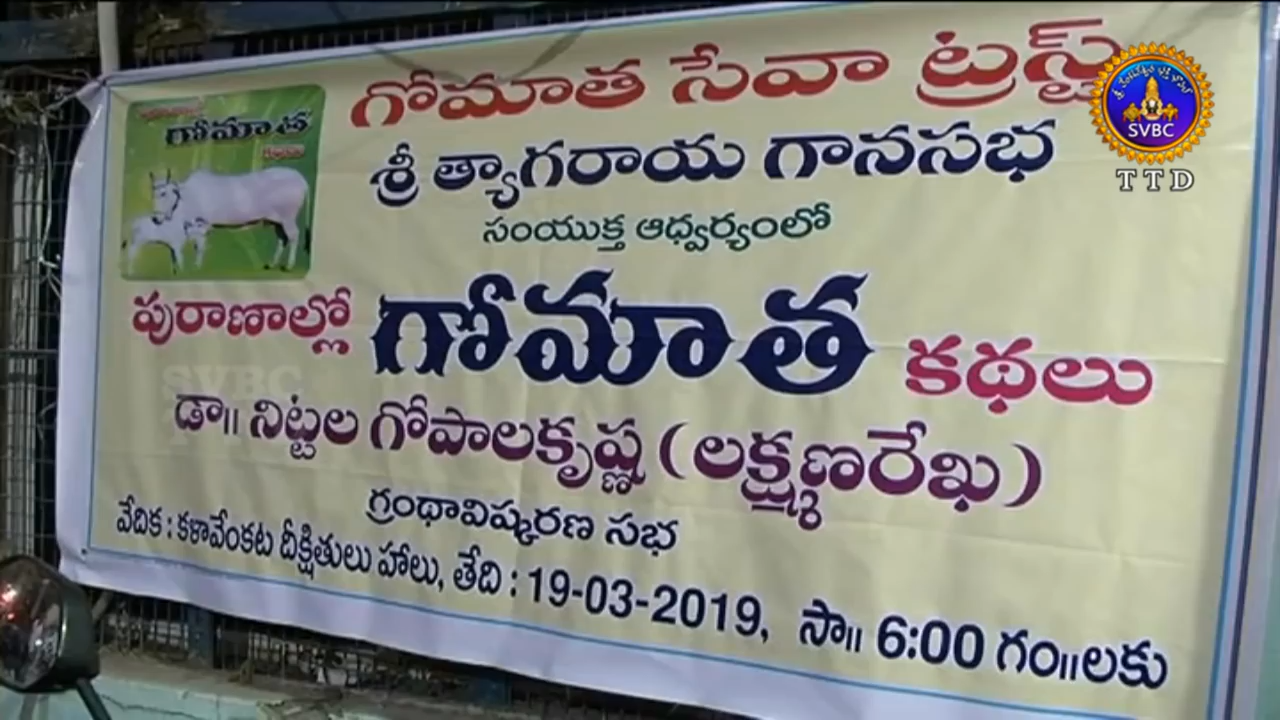 గోమాత సేవా ట్రస్ట్
శ్రీ త్యాగరాయ గానసభ
సంయుక్త ఆధ్వర్యంలో
పురాణాల్లో గోమాత కథలు
డా॥ నిట్టల గోపాలకృష్ణ (లక్ష్మణరేఖ)
గ్రంథావిష్కరణ సభ
వేదిక : కళావేంకట దీక్షితులు హాలు, తేది : 19-03-2019, సా॥ 6:00 గం॥లకు
గోమాత
SVBC
TTD
SVBC